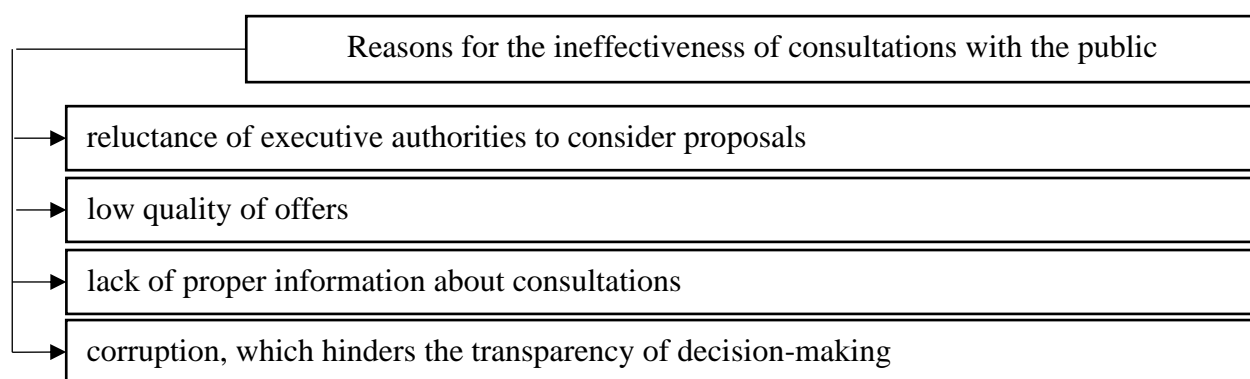 Reasons for the ineffectiveness of consultations with the public
reluctance of executive authorities to consider proposals
low quality of offers
lack of proper information about consultations
corruption, which hinders the transparency of decision-making